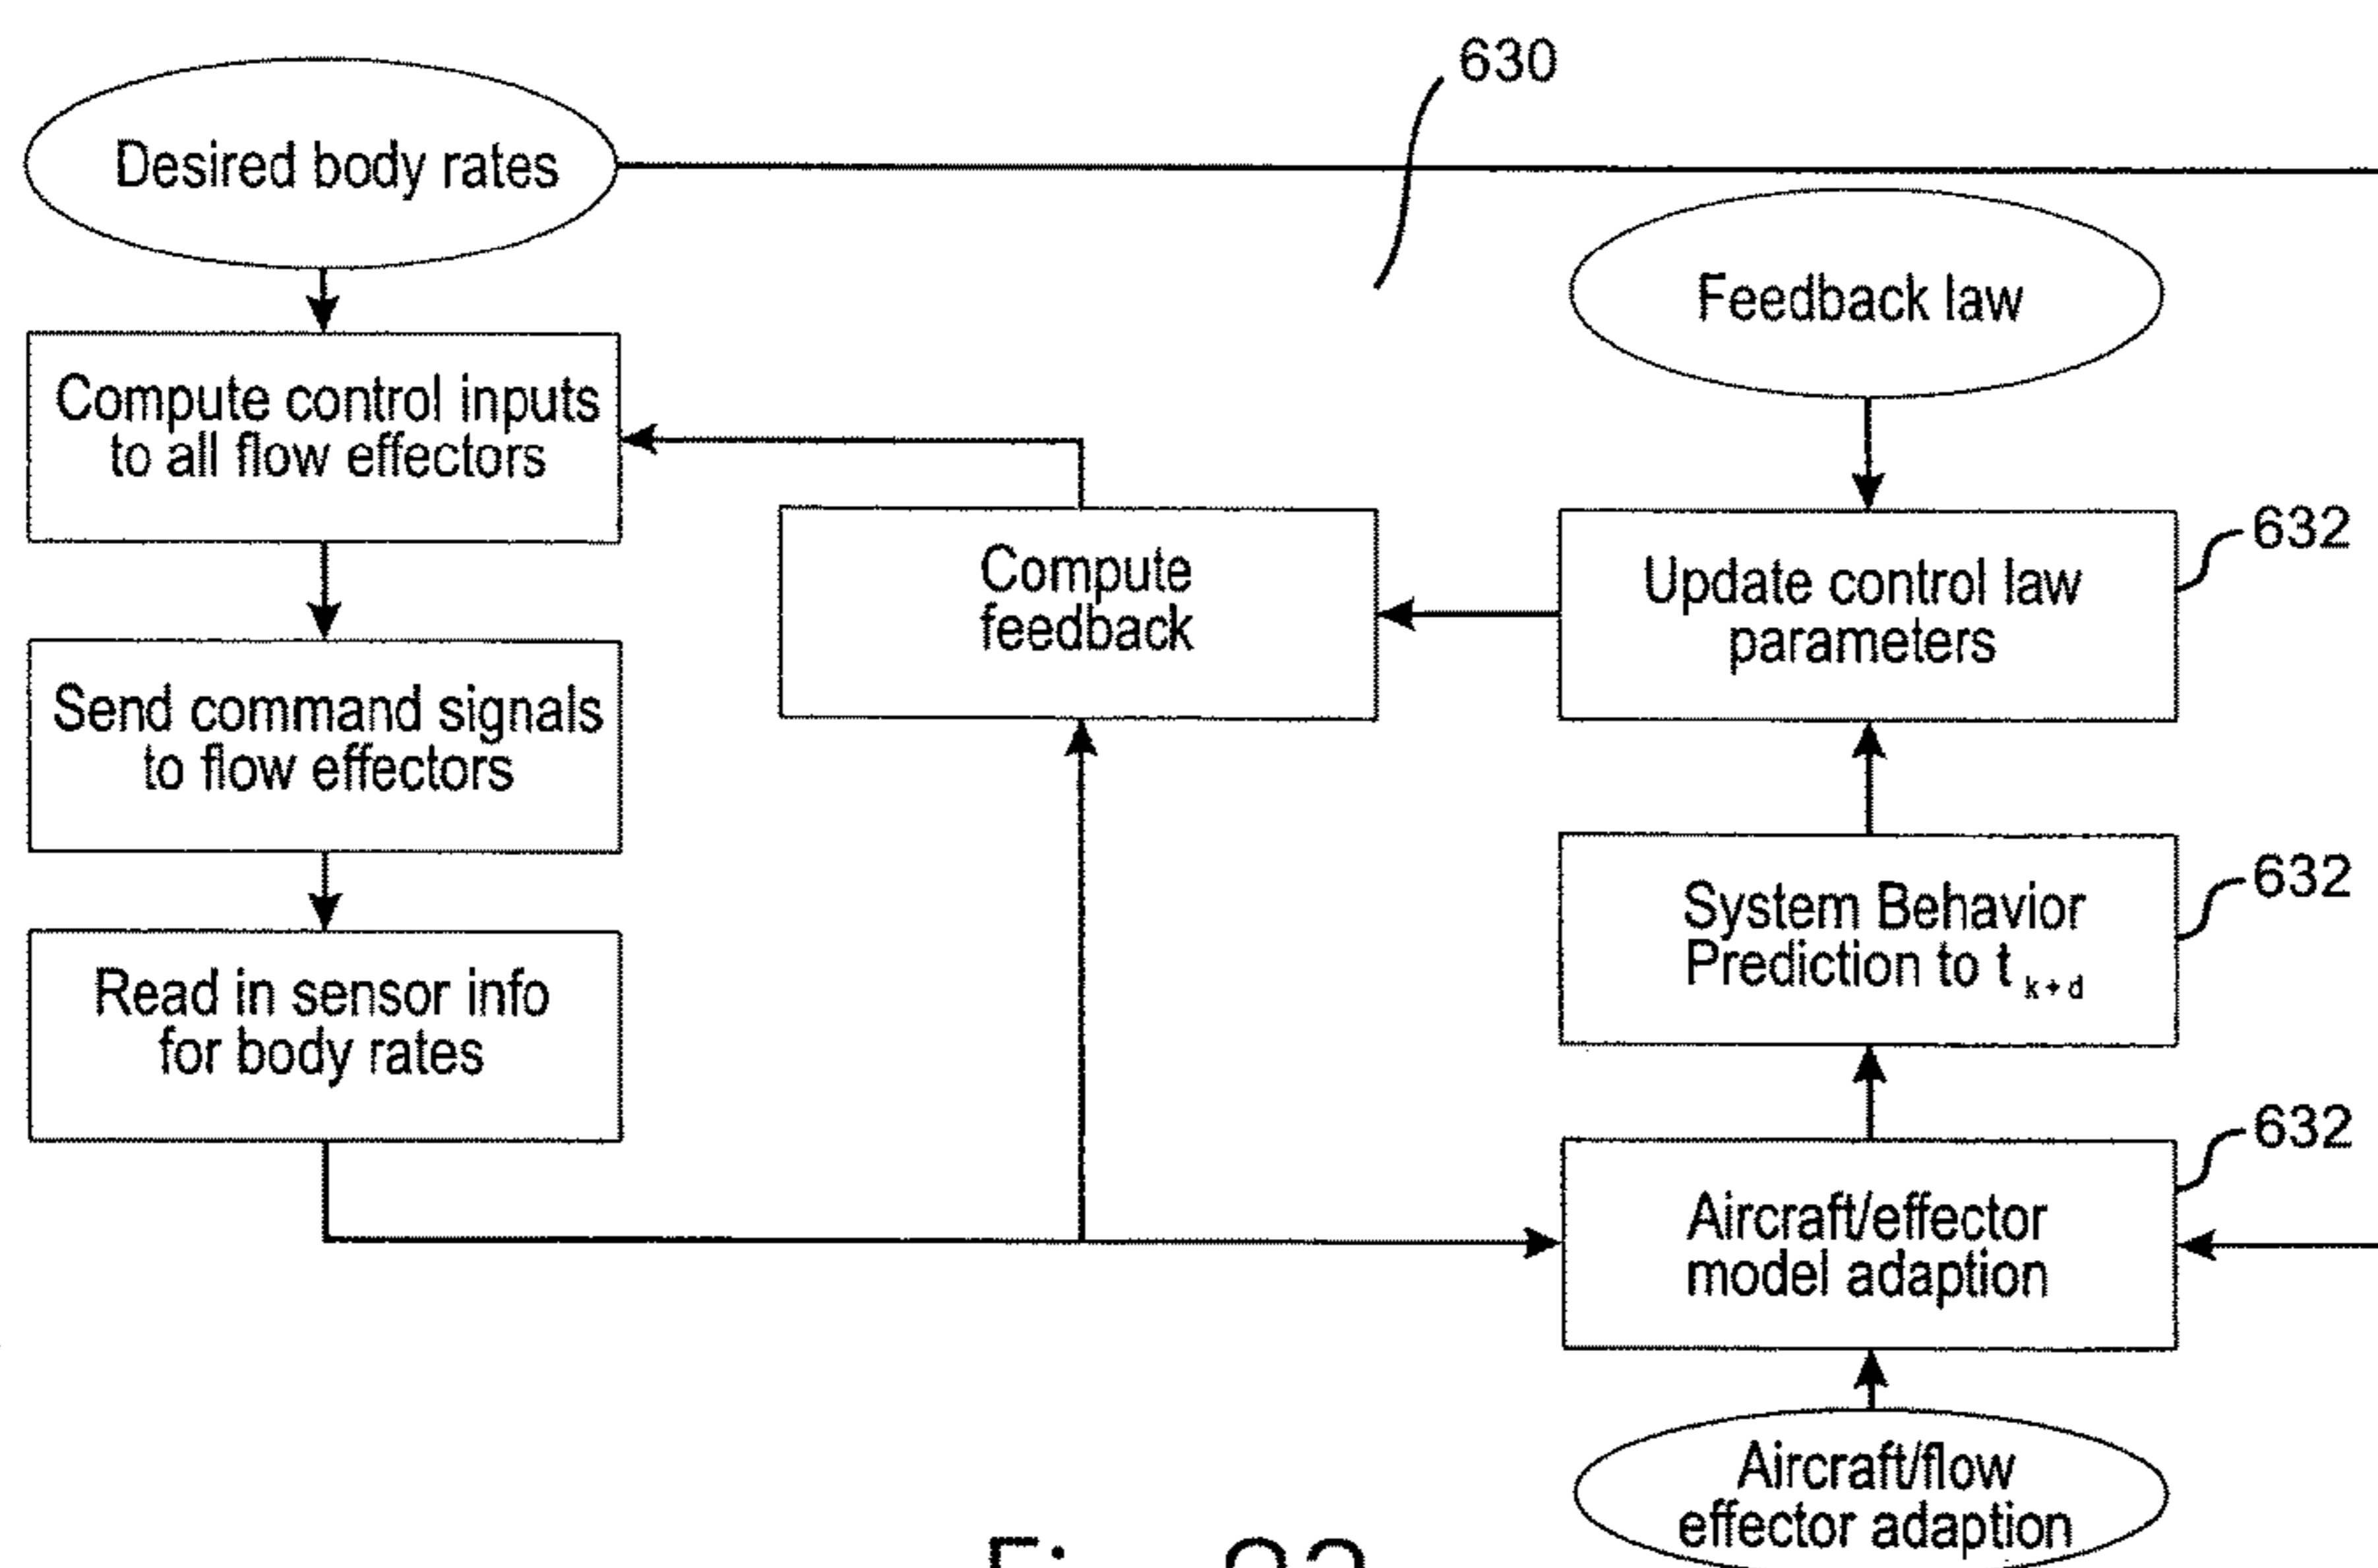 630
Desired body rates
Feedback law
Compute control inputs
to all flow effectors
Compute
feedback
Update control law
parameters
632
Send command signals
to flow effectors
System Behavior
Prediction to t k+d
632
Read in sensor info
for body rates
Aircraft/effector
model adaption
632
Aircraft/flow
effector adaption